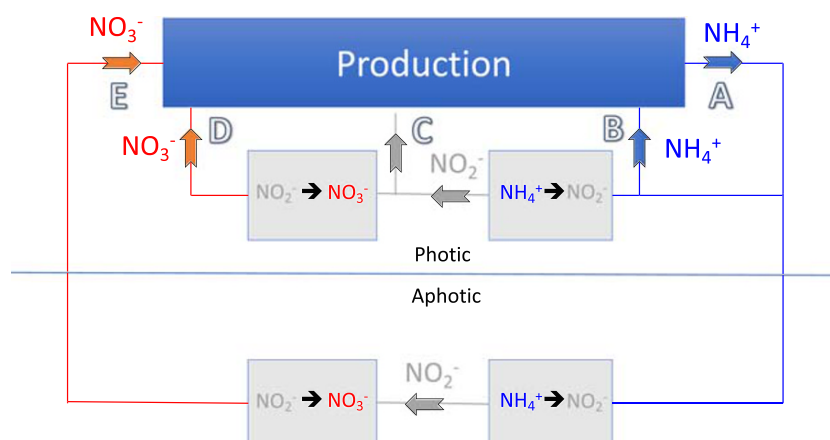 NO₃⁻
Production
NH₄⁺
E
D
C
B
A
NO₃⁻
NO₂⁻
NH₄⁺
NO₂⁻ ➔ NO₃⁻
NH₄⁺ ➔ NO₂⁻
Photic
Aphotic
NO₂⁻
NO₂⁻ ➔ NO₃⁻
NH₄⁺ ➔ NO₂⁻